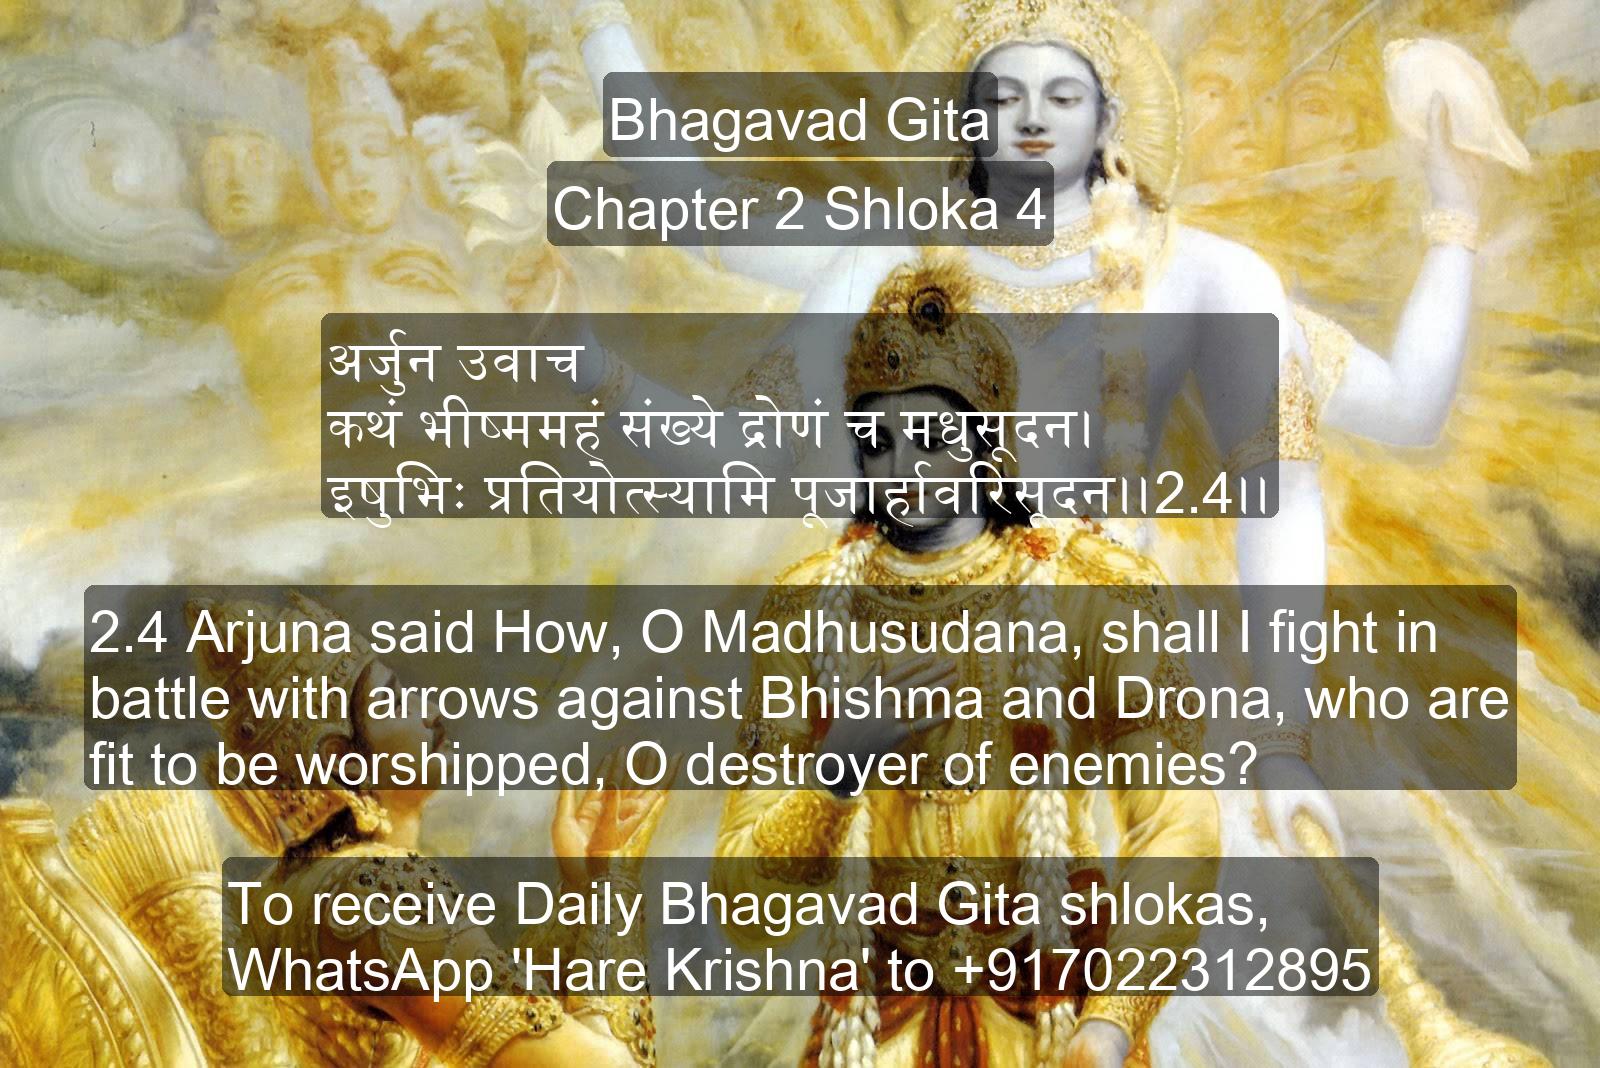 Bhagavad Gita
Chapter 2 Shloka 4
अर्जुन उवाच
कथं भीष्ममहं संख्ये द्रोणं च मधुसूदन।
इषुभिः प्रतियोत्स्यामि पूजार्हावरिसूदन।।2.4।।
2.4 Arjuna said How, O Madhusudana, shall I fight in
battle with arrows against Bhishma and Drona, who are
fit to be worshipped, O destroyer of enemies?
To receive Daily Bhagavad Gita shlokas,
WhatsApp 'Hare Krishna' to +917022312895